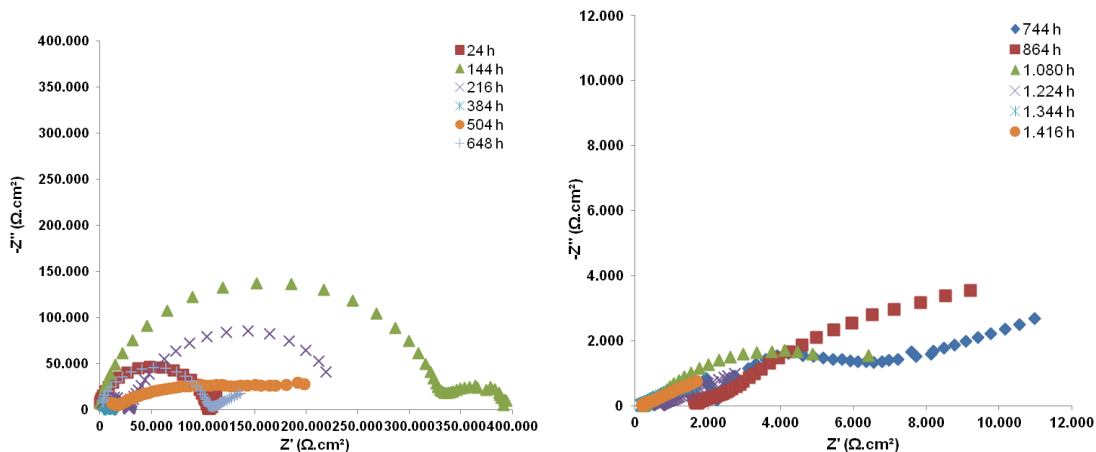 400.000
350.000
300.000
250.000
200.000
150.000
100.000
50.000
0
-Z'' (Ω.cm²)
0
50.000
100.000
150.000
200.000
250.000
300.000
350.000
400.000
Z' (Ω.cm²)
24 h
144 h
216 h
384 h
504 h
648 h
12.000
10.000
8.000
6.000
4.000
2.000
0
-Z'' (Ω.cm²)
0
2.000
4.000
6.000
8.000
10.000
12.000
Z' (Ω.cm²)
744 h
864 h
1.080 h
1.224 h
1.344 h
1.416 h